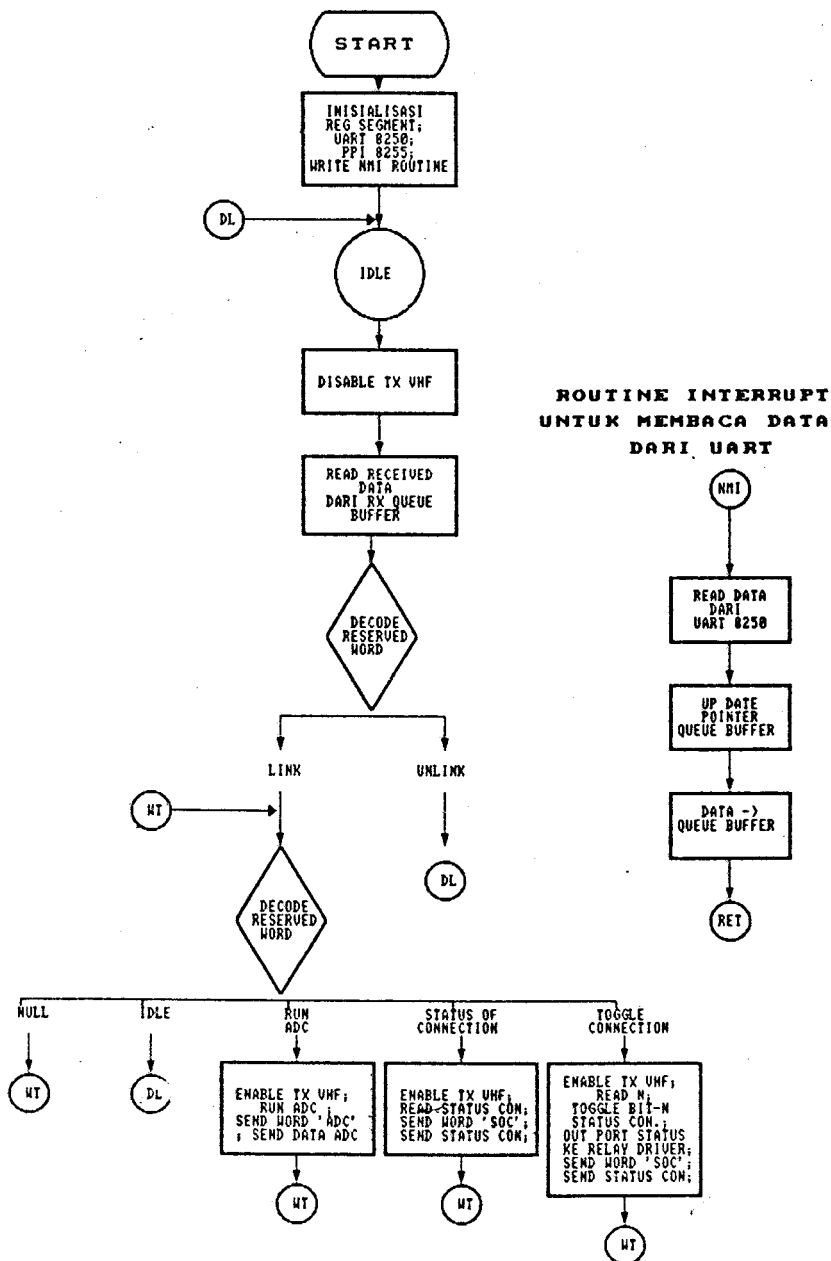 START
INISIALISASI
REG SEGMENT;
UART 8250;
PPI 8255;
WRITE NMI ROUTINE
DL
IDLE
DISABLE TX VHF
READ RECEIVED
DATA
DARI RX QUEUE
BUFFER
DECODE
RESERVED
WORD
LINK
UNLINK
WT
DL
DECODE
RESERVED
WORD
NULL
IDLE
RUN
ADC
STATUS OF
CONNECTION
TOGGLE
CONNECTION
WT
DL
ENABLE TX VHF;
RUN ADC ;
SEND WORD 'ADC'
; SEND DATA ADC
WT
ENABLE TX VHF;
READ STATUS CON;
SEND WORD 'SOC';
SEND STATUS CON;
WT
ENABLE TX VHF;
READ N;
TOGGLE BIT-N
STATUS CON.;
OUT PORT STATUS
KE RELAY DRIVER;
SEND WORD 'SOC';
SEND STATUS CON;
WT
ROUTINE INTERRUPT
UNTUK MEMBACA DATA
DARI UART
NMI
READ DATA
DARI
UART 8250
UP DATE
POINTER
QUEUE BUFFER
DATA ->
QUEUE BUFFER
RET